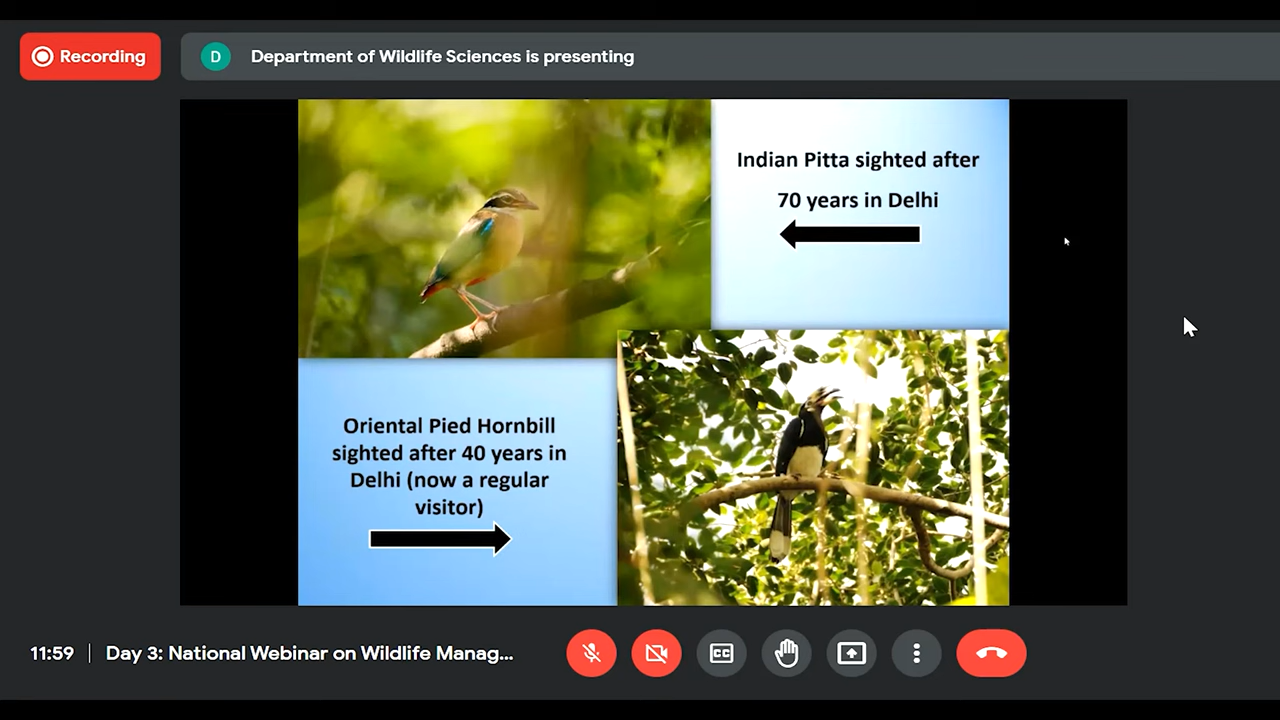 Recording
D
Department of Wildlife Sciences is presenting
Indian Pitta sighted after
70 years in Delhi
Oriental Pied Hornbill
sighted after 40 years in
Delhi (now a regular
visitor)
11:59
Day 3: National Webinar on Wildlife Manag...
CC